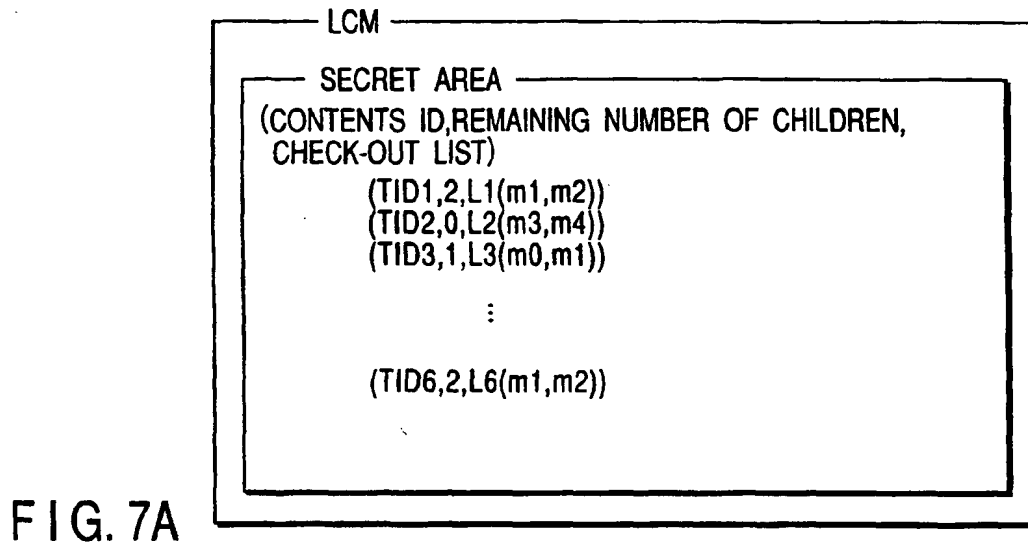 LCM
SECRET AREA
(CONTENTS ID,REMAINING NUMBER OF CHILDREN,
CHECK-OUT LIST)
(TID1,2,L1(m1,m2))
(TID2,0,L2(m3,m4))
(TID3,1,L3(m0,m1))
⋮
(TID6,2,L6(m1,m2))
FIG. 7A